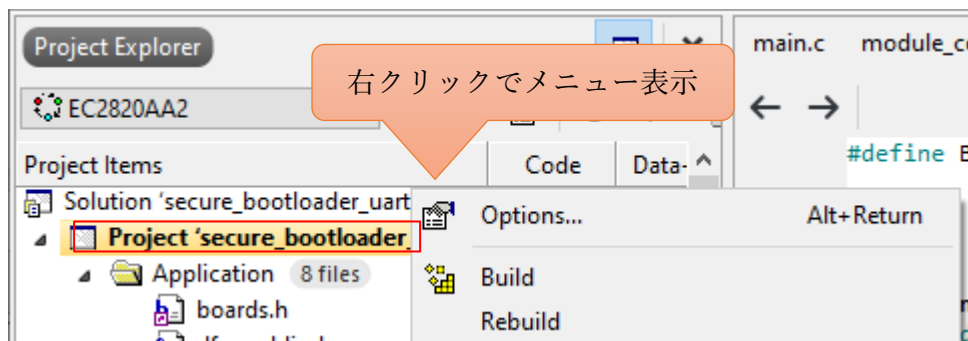 Project Explorer
main.c module_c
右クリックでメニュー表示
EC2820AA2
Project Items Code Data-
#define
Solution 'secure_bootloader_uart
Project 'secure_bootloader_
Application 8 files
boards.h
Options... Alt+Return
Build
Rebuild